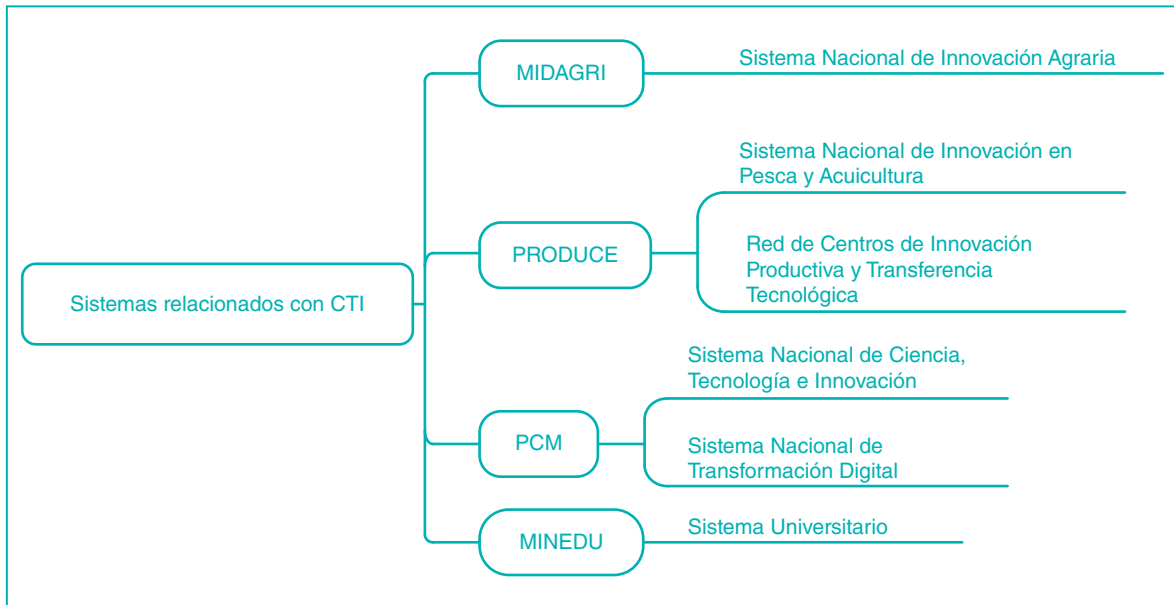 MIDAGRI
Sistema Nacional de Innovación Agraria
Sistema Nacional de Innovación en
Pesca y Acuicultura
PRODUCE
Red de Centros de Innovación
Productiva y Transferencia
Tecnológica
Sistemas relacionados con CTI
Sistema Nacional de Ciencia,
Tecnología e Innovación
PCM
Sistema Nacional de
Transformación Digital
MINEDU
Sistema Universitario